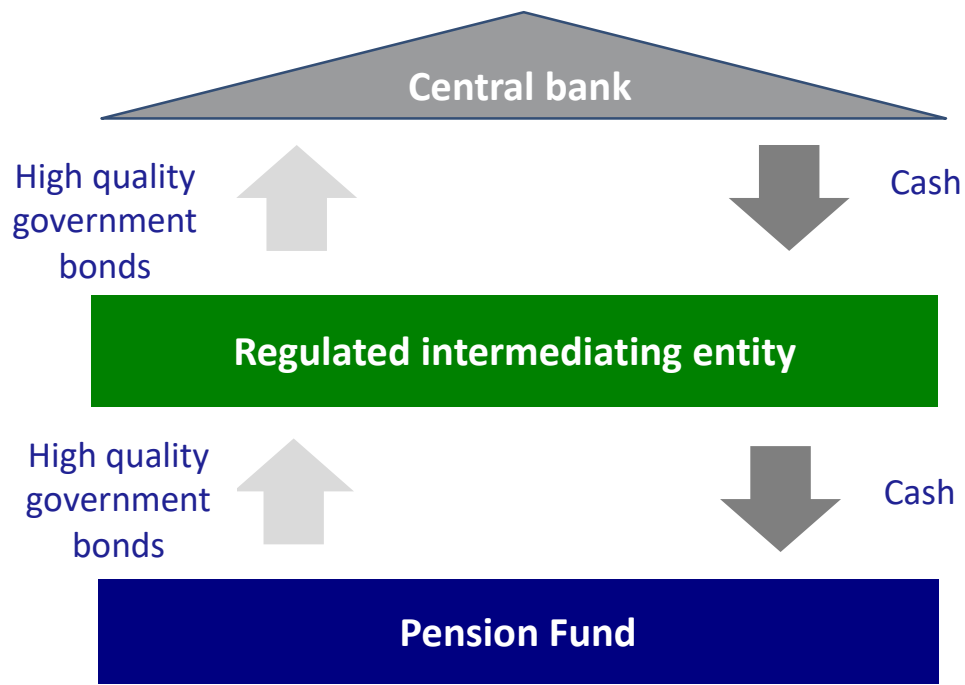 Central bank
High quality
government
bonds
Cash
Regulated intermediating entity
High quality
government
bonds
Cash
Pension Fund